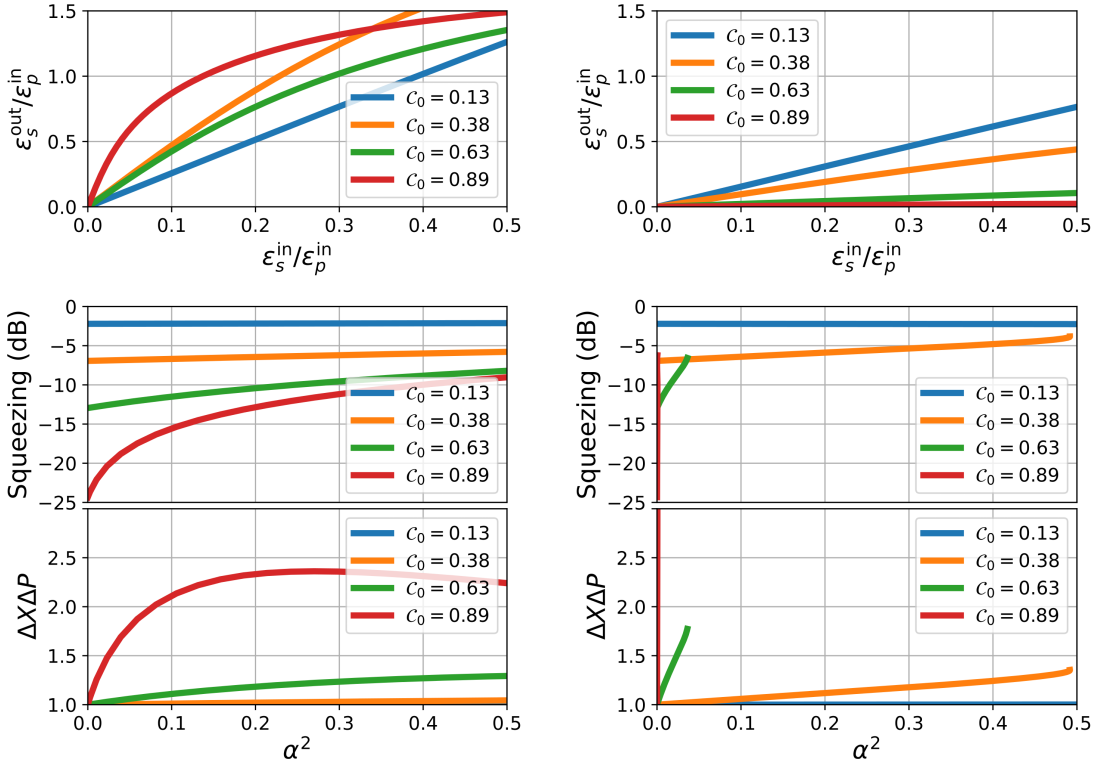 1.5
1.0
0.5
0.0
ε_s^out/ε_p^in
0.0 0.1 0.2 0.3 0.4 0.5
ε_s^in/ε_p^in
C_0 = 0.13
C_0 = 0.38
C_0 = 0.63
C_0 = 0.89
1.5
1.0
0.5
0.0
ε_s^out/ε_p^in
0.0 0.1 0.2 0.3 0.4 0.5
ε_s^in/ε_p^in
C_0 = 0.13
C_0 = 0.38
C_0 = 0.63
C_0 = 0.89
0
−5
−10
−15
−20
−25
Squeezing (dB)
C_0 = 0.13
C_0 = 0.38
C_0 = 0.63
C_0 = 0.89
0
−5
−10
−15
−20
−25
Squeezing (dB)
C_0 = 0.13
C_0 = 0.38
C_0 = 0.63
C_0 = 0.89
2.5
2.0
1.5
1.0
ΔXΔP
0.0 0.1 0.2 0.3 0.4 0.5
α²
C_0 = 0.13
C_0 = 0.38
C_0 = 0.63
C_0 = 0.89
2.5
2.0
1.5
1.0
ΔXΔP
0.0 0.1 0.2 0.3 0.4 0.5
α²
C_0 = 0.13
C_0 = 0.38
C_0 = 0.63
C_0 = 0.89